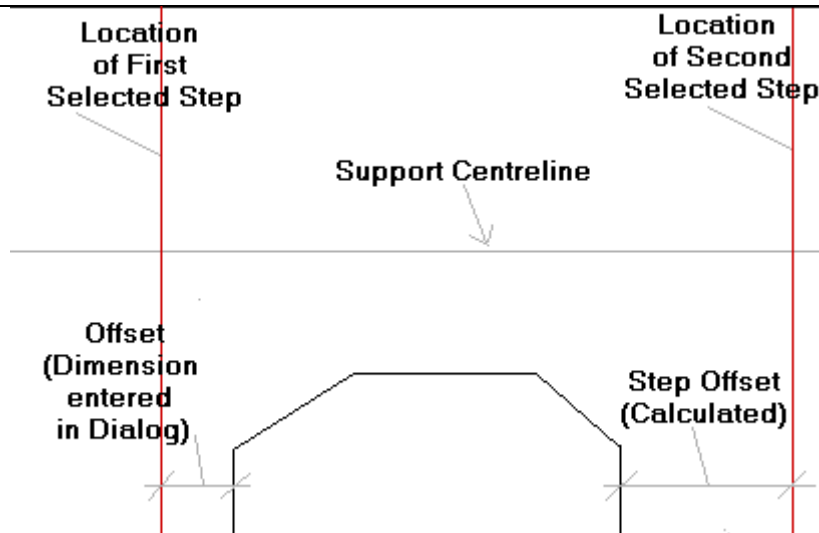 Location
of First
Selected Step
Location
of Second
Selected Step
Support Centreline
Offset
(Dimension
entered
in Dialog)
Step Offset
(Calculated)